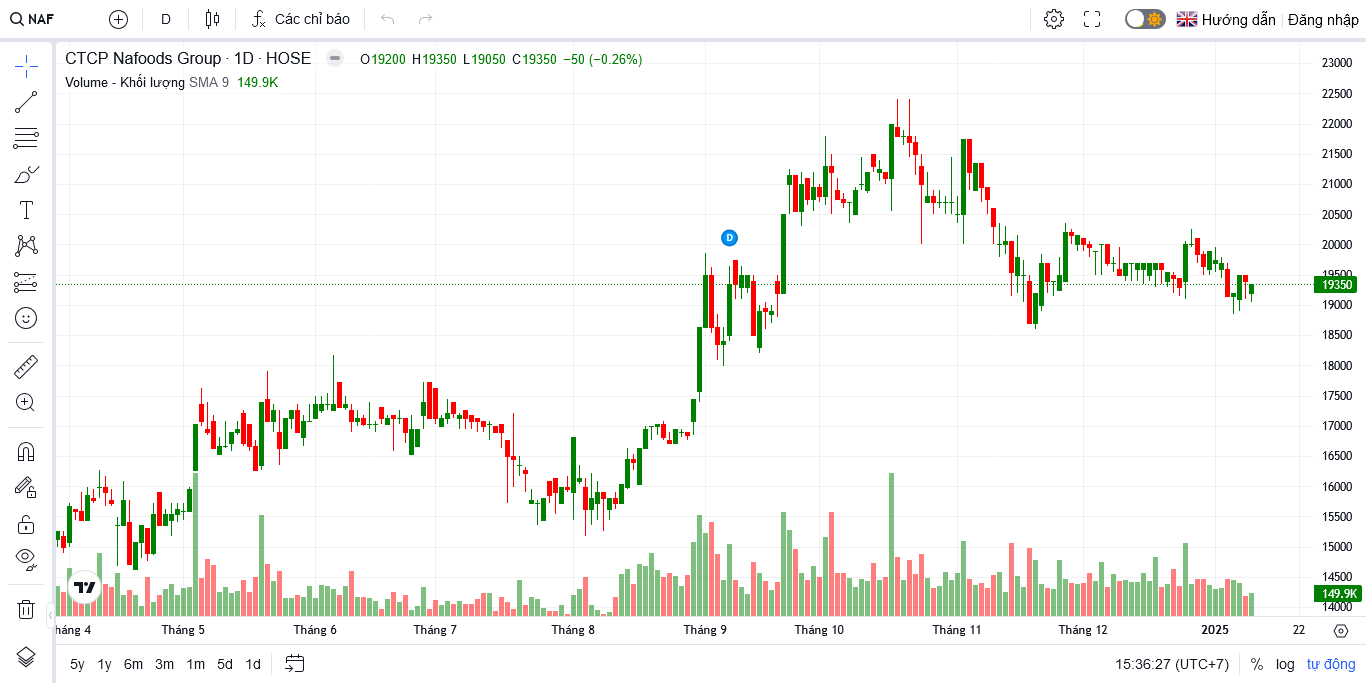 NAF D Các chỉ báo Hướng dẫn Đăng nhập
CTCP Nafoods Group · 1D · HOSE O19200 H19350 L19050 C19350 −50 (−0.26%)
Volume - Khối lượng SMA 9 149.9K
D
23000
22500
22000
21500
21000
20500
20000
19500
19350
19000
18500
18000
17500
17000
16500
16000
15500
15000
14500
149.9K
14000
háng 4 Tháng 5 Tháng 6 Tháng 7 Tháng 8 Tháng 9 Tháng 10 Tháng 11 Tháng 12 2025 22
5y 1y 6m 3m 1m 5d 1d 15:36:27 (UTC+7) % log tự động